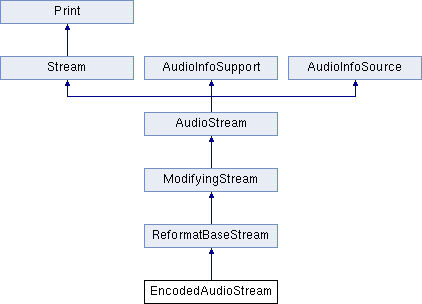 Print
Stream
AudioInfoSupport
AudioInfoSource
AudioStream
ModifyingStream
ReformatBaseStream
EncodedAudioStream